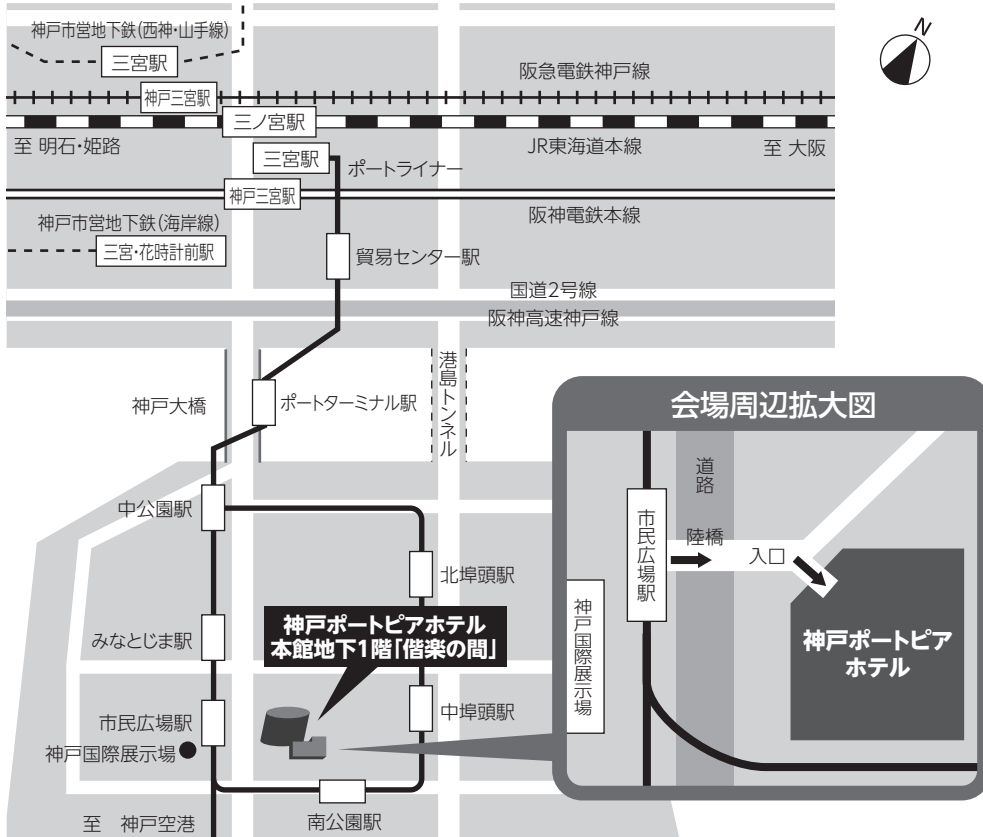 神戸市営地下鉄(西神・山手線)
三宮駅
N
阪急電鉄神戸線
神戸三宮駅
三ノ宮駅
至 明石・姫路
JR東海道本線
至 大阪
三宮駅
ポートライナー
神戸三宮駅
阪神電鉄本線
神戸市営地下鉄(海岸線)
三宮・花時計前駅
貿易センター駅
国道2号線
阪神高速神戸線
港島トンネル
神戸大橋
ポートターミナル駅
中公園駅
北埠頭駅
みなとじま駅
神戸ポートピアホテル
本館地下1階「偕楽の間」
市民広場駅
中埠頭駅
神戸国際展示場
南公園駅
至 神戸空港
会場周辺拡大図
道路
市民広場駅
陸橋
入口
神戸国際展示場
神戸ポートピア
ホテル